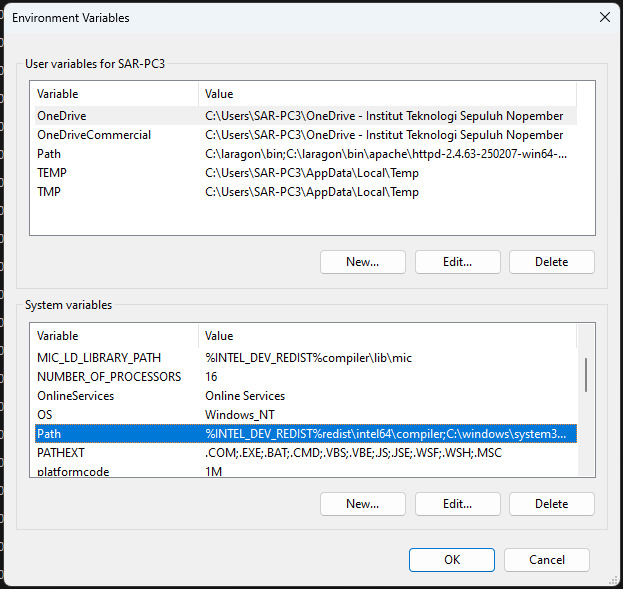 Environment Variables
User variables for SAR-PC3
Variable Value
OneDrive C:\Users\SAR-PC3\OneDrive - Institut Teknologi Sepuluh Nopember
OneDriveCommercial C:\Users\SAR-PC3\OneDrive - Institut Teknologi Sepuluh Nopember
Path C:\laragon\bin;C:\laragon\bin\apache\httpd-2.4.63-250207-win64-...
TEMP C:\Users\SAR-PC3\AppData\Local\Temp
TMP C:\Users\SAR-PC3\AppData\Local\Temp
New... Edit... Delete
System variables
Variable Value
MIC_LD_LIBRARY_PATH %INTEL_DEV_REDIST%compiler\lib\mic
NUMBER_OF_PROCESSORS 16
OnlineServices Online Services
OS Windows_NT
Path %INTEL_DEV_REDIST%redist\intel64\compiler;C:\windows\system3...
PATHEXT .COM;.EXE;.BAT;.CMD;.VBS;.VBE;.JS;.JSE;.WSF;.WSH;.MSC
platformcode 1M
New... Edit... Delete
OK Cancel